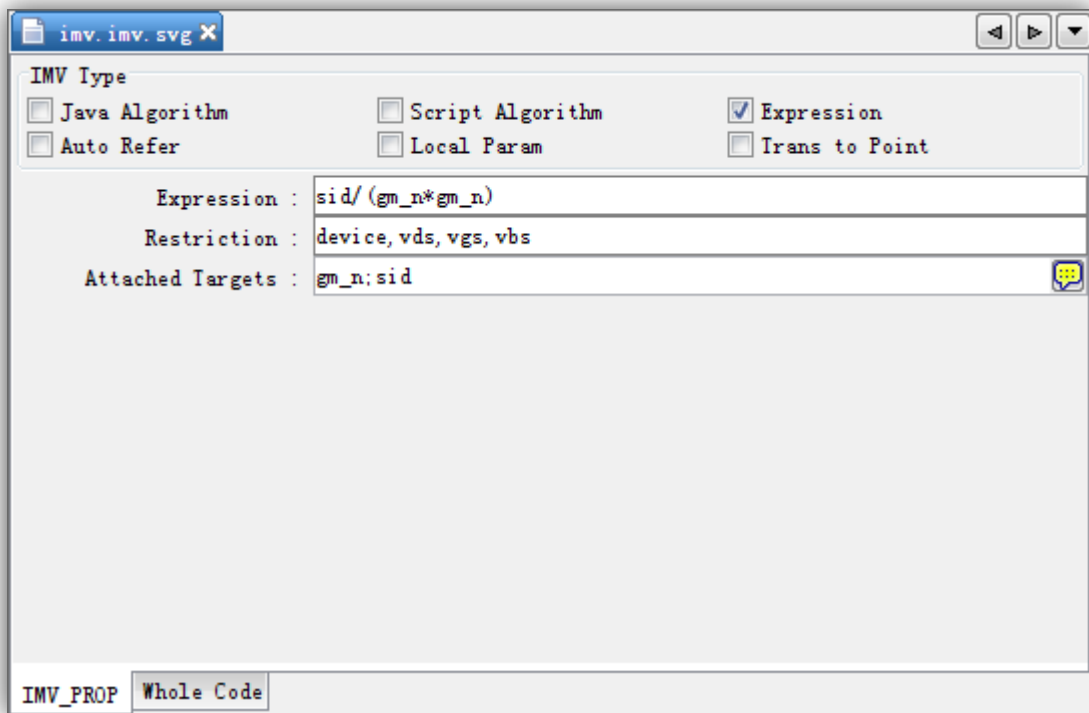 imv.imv.svg
IMV Type
Java Algorithm Script Algorithm Expression
Auto Refer Local Param Trans to Point
Expression : sid/(gm_n*gm_n)
Restriction : device,vds,vgs,vbs
Attached Targets : gm_n;sid
IMV_PROP Whole Code